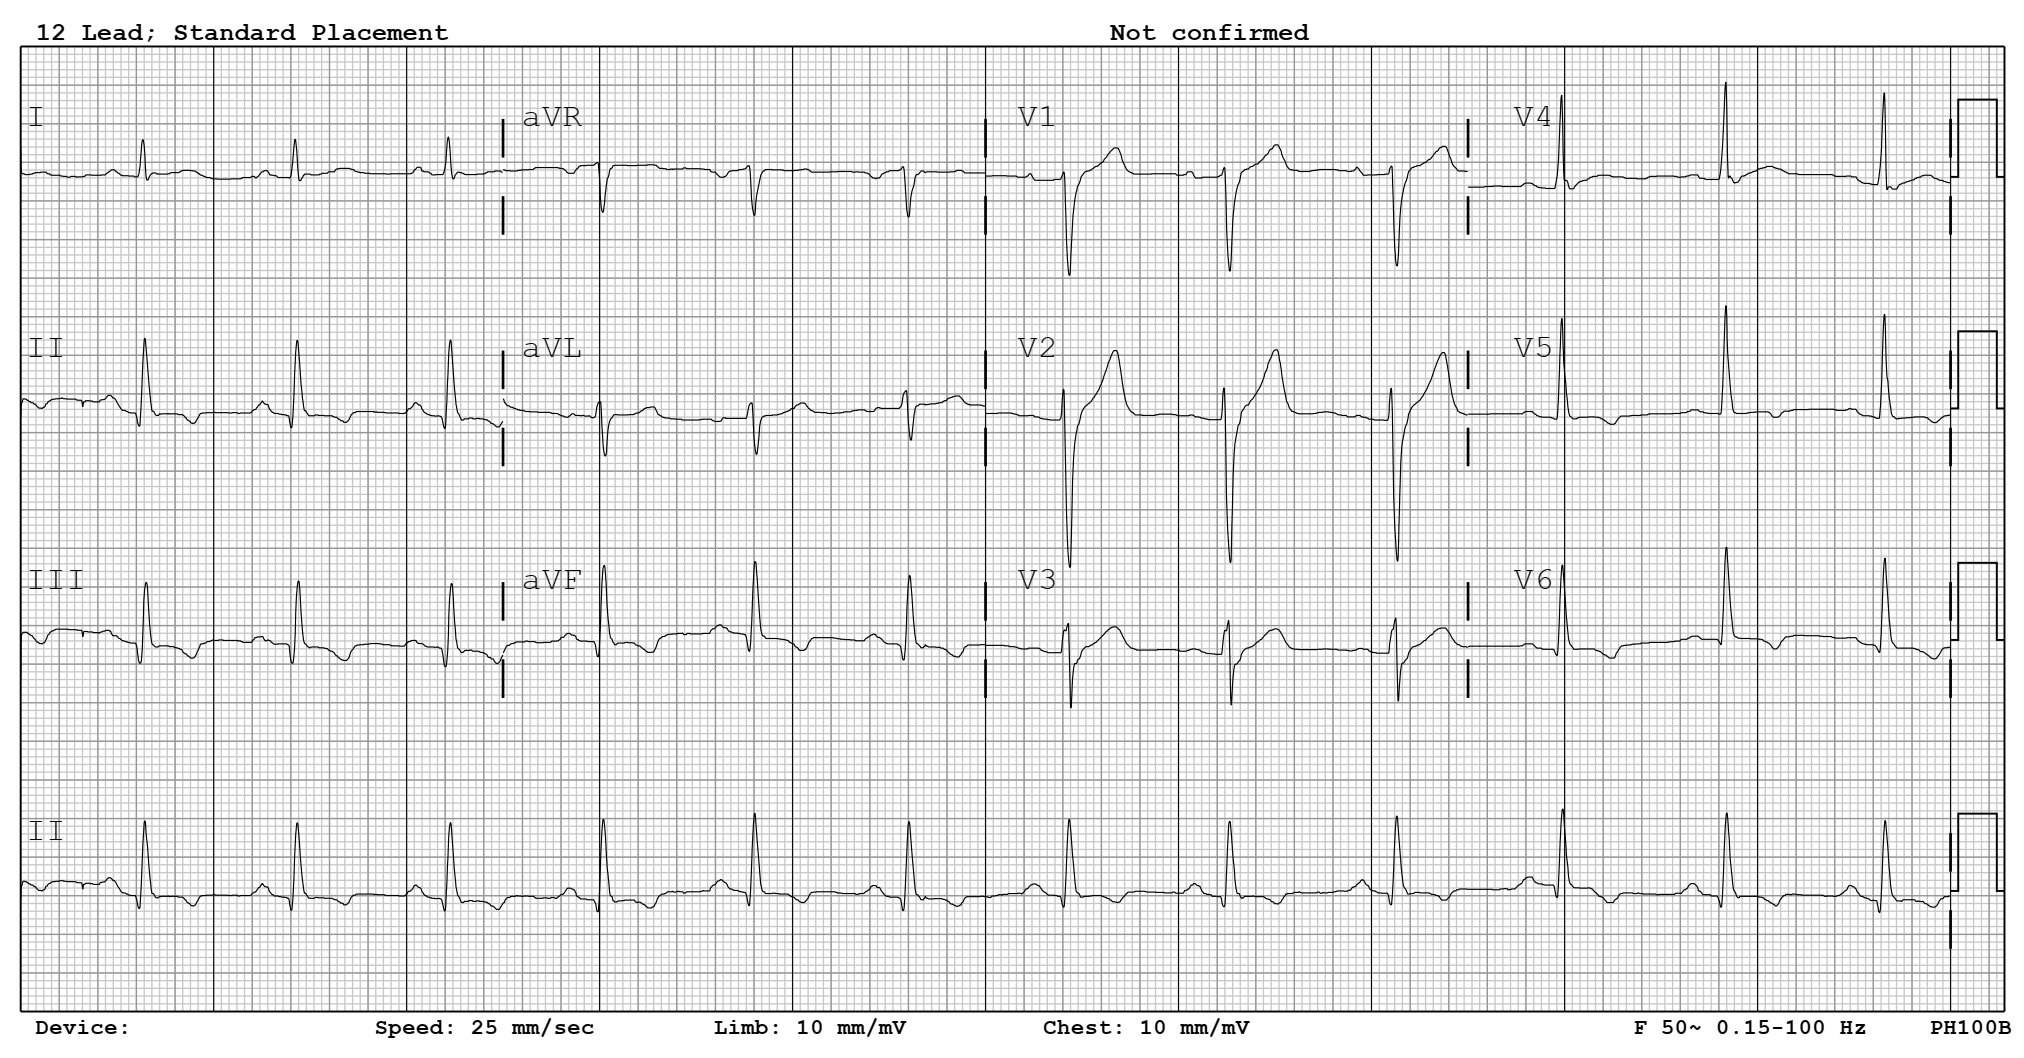 12 Lead; Standard Placement Not confirmed
I aVR V1 V4
II aVL V2 V5
III aVF V3 V6
II
Device: Speed: 25 mm/sec Limb: 10 mm/mV Chest: 10 mm/mV F 50~ 0.15-100 Hz PH100B